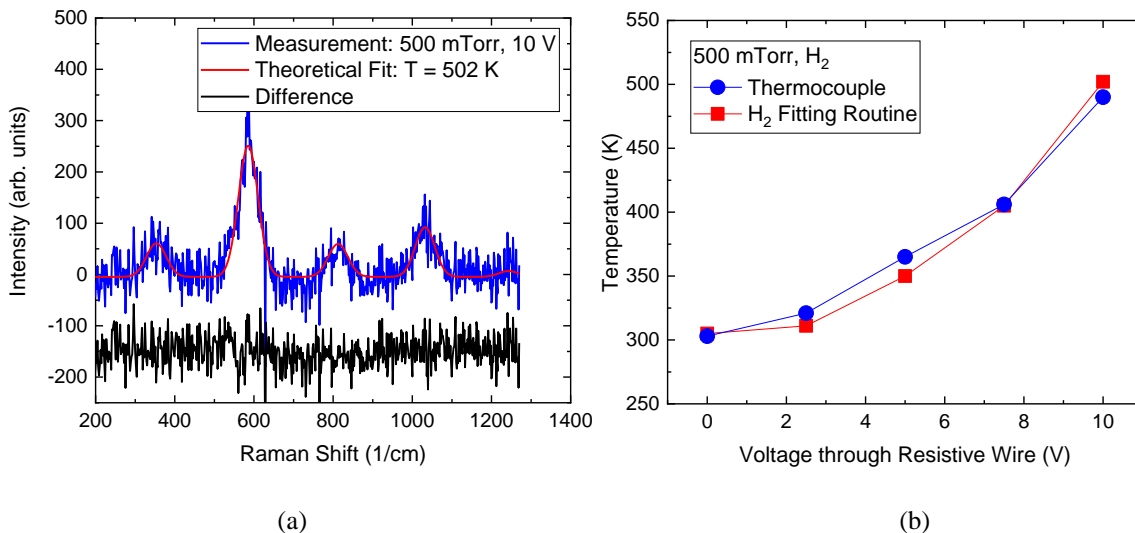 500
400
300
200
100
0
-100
-200
Intensity (arb. units)
Measurement: 500 mTorr, 10 V
Theoretical Fit: T = 502 K
Difference
200 400 600 800 1000 1200 1400
Raman Shift (1/cm)
(a)
550
500
450
400
350
300
250
Temperature (K)
500 mTorr, H₂
Thermocouple
H₂ Fitting Routine
0 2 4 6 8 10
Voltage through Resistive Wire (V)
(b)